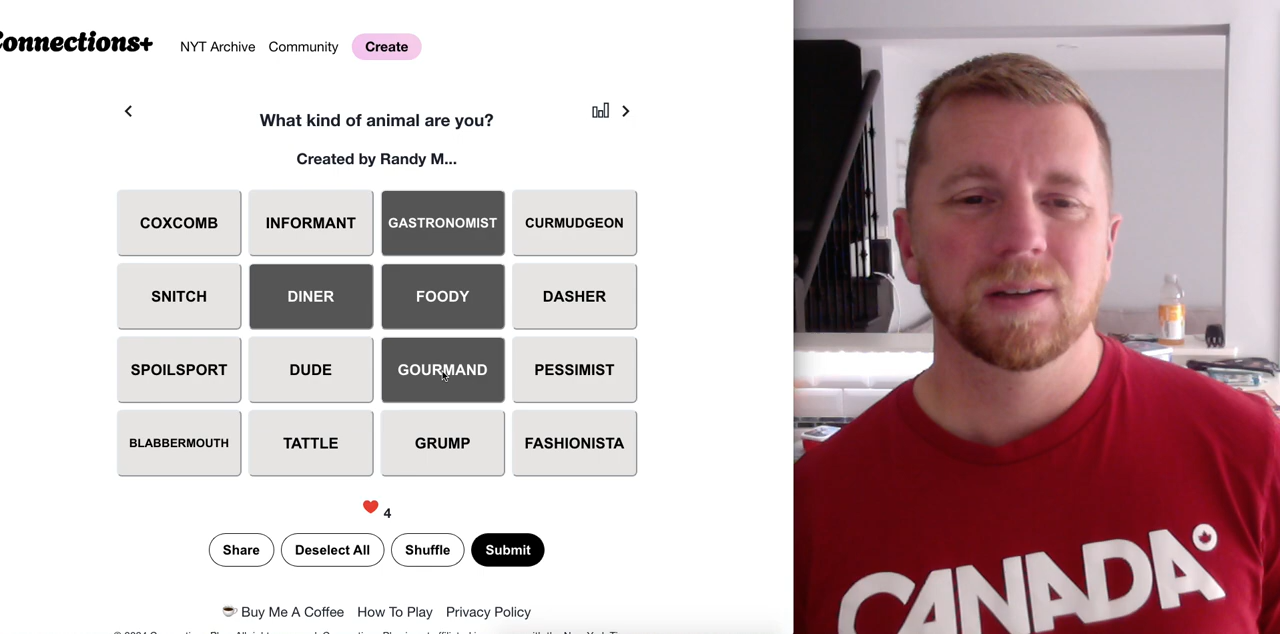 Connections+
NYT Archive Community Create
What kind of animal are you?
Created by Randy M...
COXCOMB INFORMANT GASTRONOMIST CURMUDGEON
SNITCH DINER FOODY DASHER
SPOILSPORT DUDE GOURMAND PESSIMIST
BLABBERMOUTH TATTLE GRUMP FASHIONISTA
4
Share Deselect All Shuffle Submit
Buy Me A Coffee How To Play Privacy Policy
CANADA